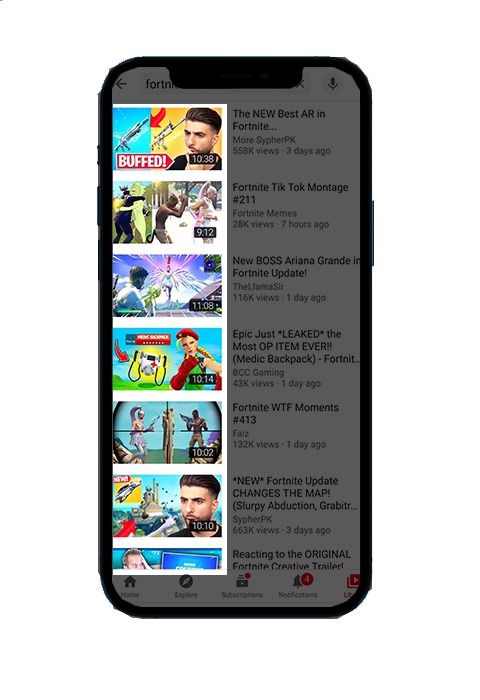 fortni
The NEW Best AR in
Fortnite...
More SypherPK
558K views · 3 days ago
BUFFED!
10:38
Fortnite Tik Tok Montage
#211
Fortnite Memes
28K views · 7 hours ago
9:12
New BOSS Ariana Grande in
Fortnite Update!
TheLlamaSir
116K views · 1 day ago
11:08
Epic Just *LEAKED* the
Most OP ITEM EVER!!
(Medic Backpack) - Fortnit...
BCC Gaming
43K views · 1 day ago
MEDIC BACKPACK
10:14
Fortnite WTF Moments
#413
Faiz
132K views · 1 day ago
10:02
*NEW* Fortnite Update
CHANGES THE MAP!
(Slurpy Abduction, Grabitr...
SypherPK
663K views · 3 days ago
NEW!
10:10
Reacting to the ORIGINAL
Fortnite Creative Trailer!
Home
Explore
Subscriptions
4
Notifications
Li